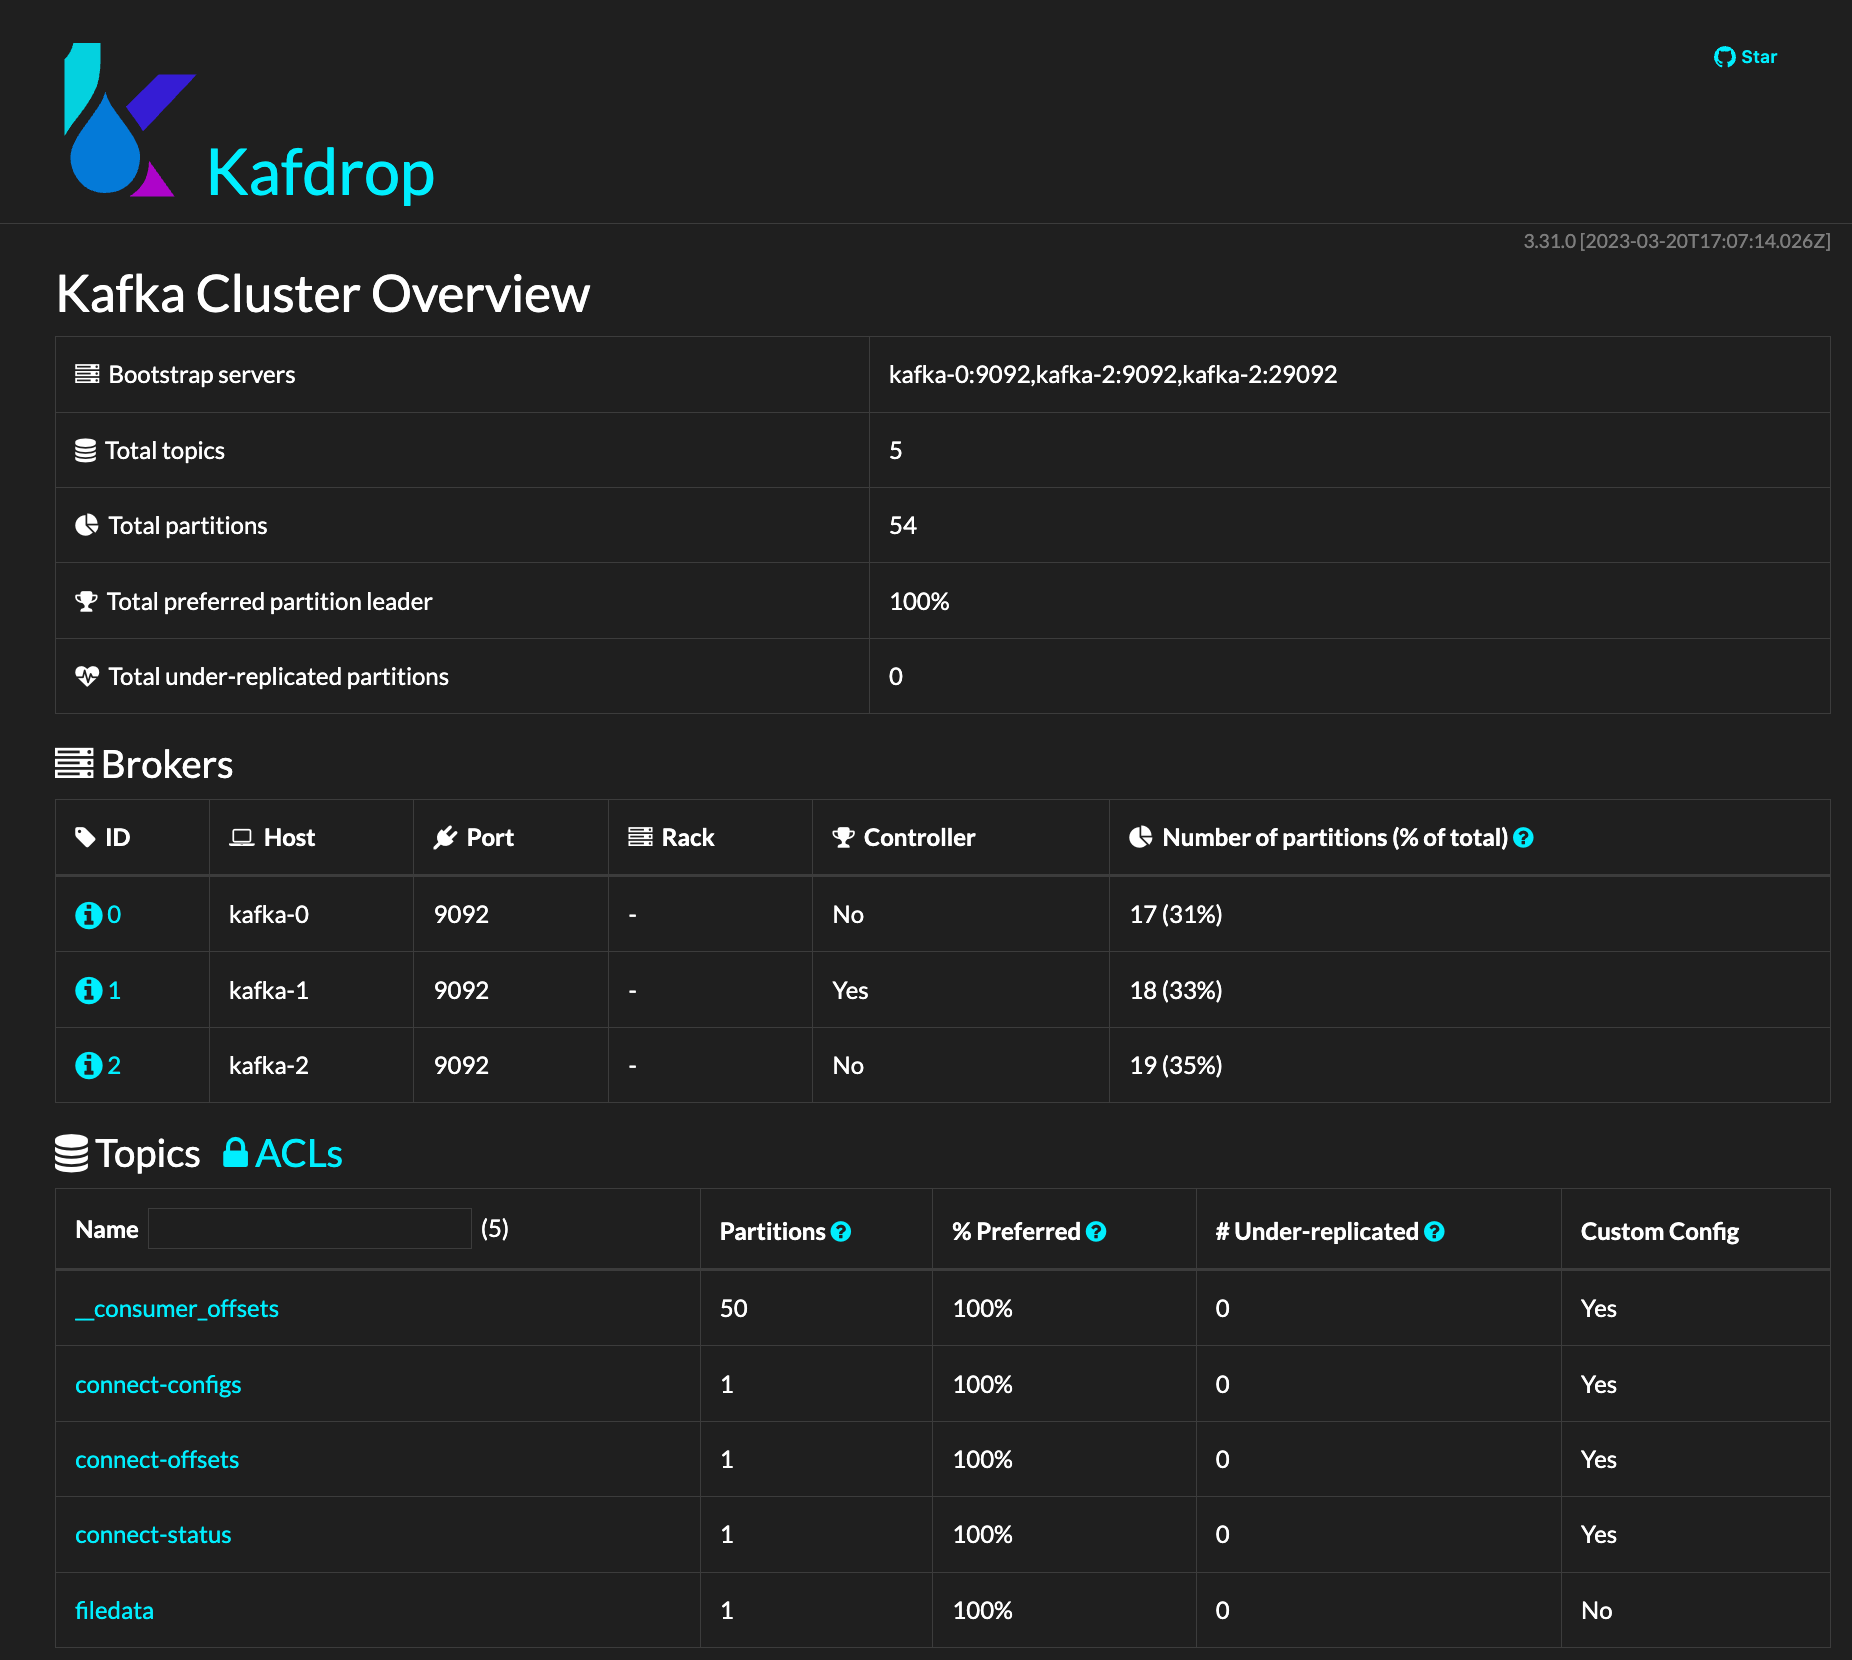 Star
Kafdrop
3.31.0 [2023-03-20T17:07:14.026Z]
Kafka Cluster Overview
Bootstrap servers kafka-0:9092,kafka-2:9092,kafka-2:29092
Total topics 5
Total partitions 54
Total preferred partition leader 100%
Total under-replicated partitions 0
Brokers
ID Host Port Rack Controller Number of partitions (% of total)
0 kafka-0 9092 - No 17 (31%)
1 kafka-1 9092 - Yes 18 (33%)
2 kafka-2 9092 - No 19 (35%)
Topics ACLs
Name (5) Partitions % Preferred # Under-replicated Custom Config
__consumer_offsets 50 100% 0 Yes
connect-configs 1 100% 0 Yes
connect-offsets 1 100% 0 Yes
connect-status 1 100% 0 Yes
filedata 1 100% 0 No